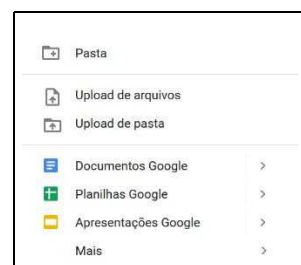 Pasta
Upload de arquivos
Upload de pasta
Documentos Google
Planilhas Google
Apresentações Google
Mais